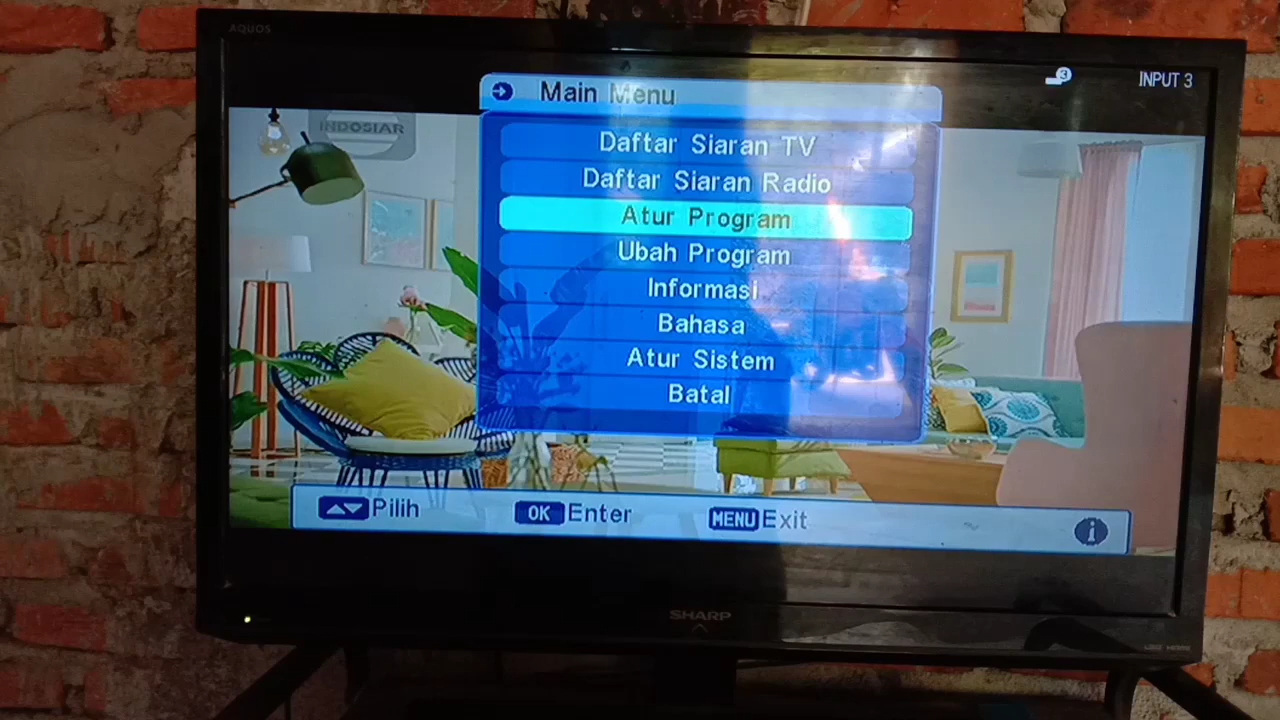 AQUOS
3
INPUT 3
Main Menu
INDOSIAR
Daftar Siaran TV
Daftar Siaran Radio
Atur Program
Ubah Program
Informasi
Bahasa
Atur Sistem
Batal
Pilih
OK Enter
MENU Exit
i
SHARP